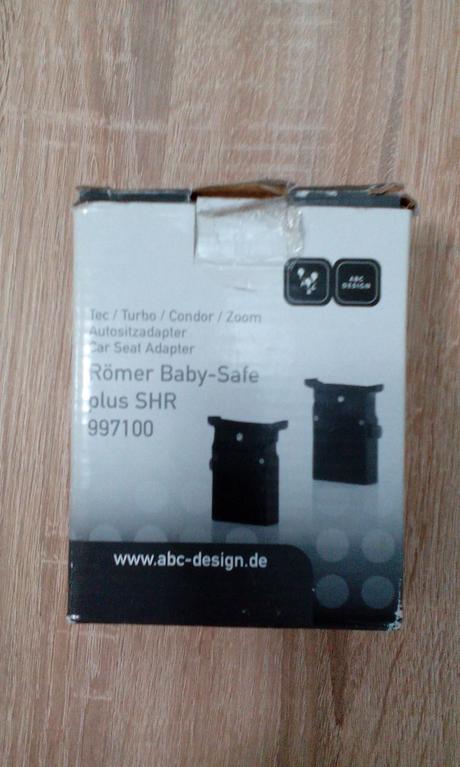 ABC
DESIGN
Tec / Turbo / Condor / Zoom
Autositzadapter
Car Seat Adapter
Römer Baby-Safe
plus SHR
997100
www.abc-design.de